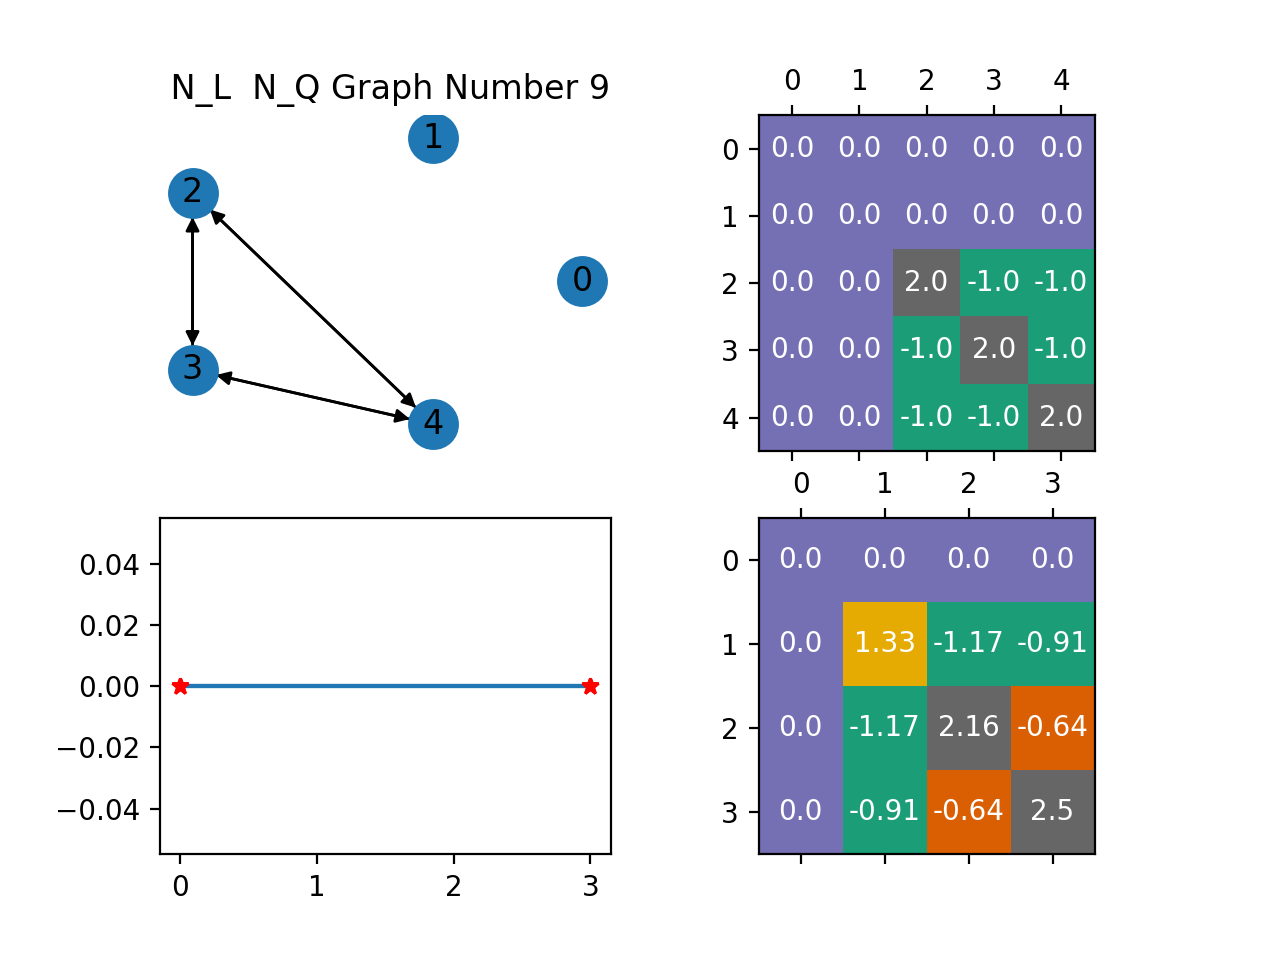 N_L  N_Q Graph Number 9
1
2
0
3
4
0 1 2 3 4
0 0.0 0.0 0.0 0.0 0.0
1 0.0 0.0 0.0 0.0 0.0
2 0.0 0.0 2.0 -1.0 -1.0
3 0.0 0.0 -1.0 2.0 -1.0
4 0.0 0.0 -1.0 -1.0 2.0
0.04
0.02
0.00
−0.02
−0.04
0 1 2 3
0 1 2 3
0 0.0 0.0 0.0 0.0
1 0.0 1.33 -1.17 -0.91
2 0.0 -1.17 2.16 -0.64
3 0.0 -0.91 -0.64 2.5